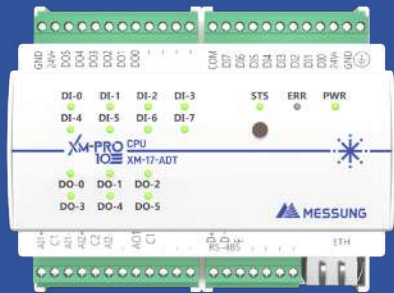 GND 24V+ DO5 DO4 DO3 DO2 DO1 DO0 COM DI7 DI6 DI5 DI4 DI3 DI2 DI1 DI0 24V+ GND
DI-0 DI-1 DI-2 DI-3 STS ERR PWR
DI-4 DI-5 DI-6 DI-7
XM-PRO
10E
CPU
XM-17-ADT
DO-0 DO-1 DO-2
DO-3 DO-4 DO-5
MESSUNG
AI1+ C1 AI1- AI2+ C2 AI2- AO1 C1 D+ D-
RS-485
ETH